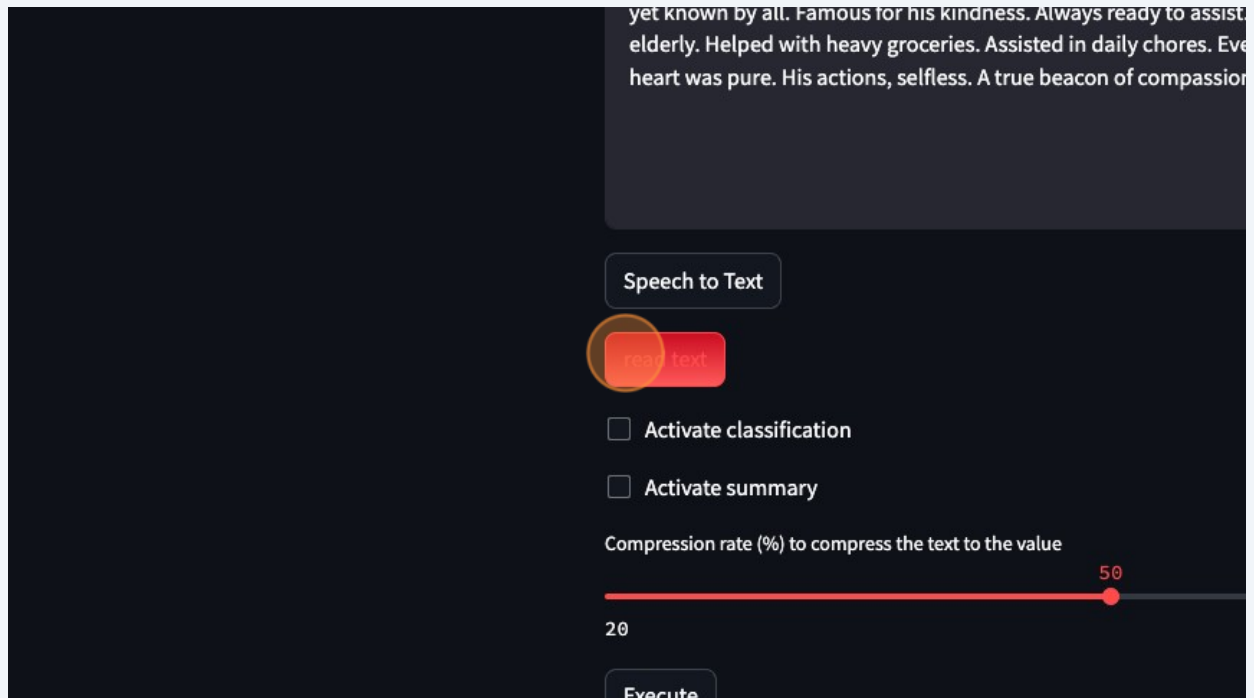 yet known by all. Famous for his kindness. Always ready to assist.
elderly. Helped with heavy groceries. Assisted in daily chores. Eve
heart was pure. His actions, selfless. A true beacon of compassion
Speech to Text
read text
Activate classification
Activate summary
Compression rate (%) to compress the text to the value
50
20
Execute